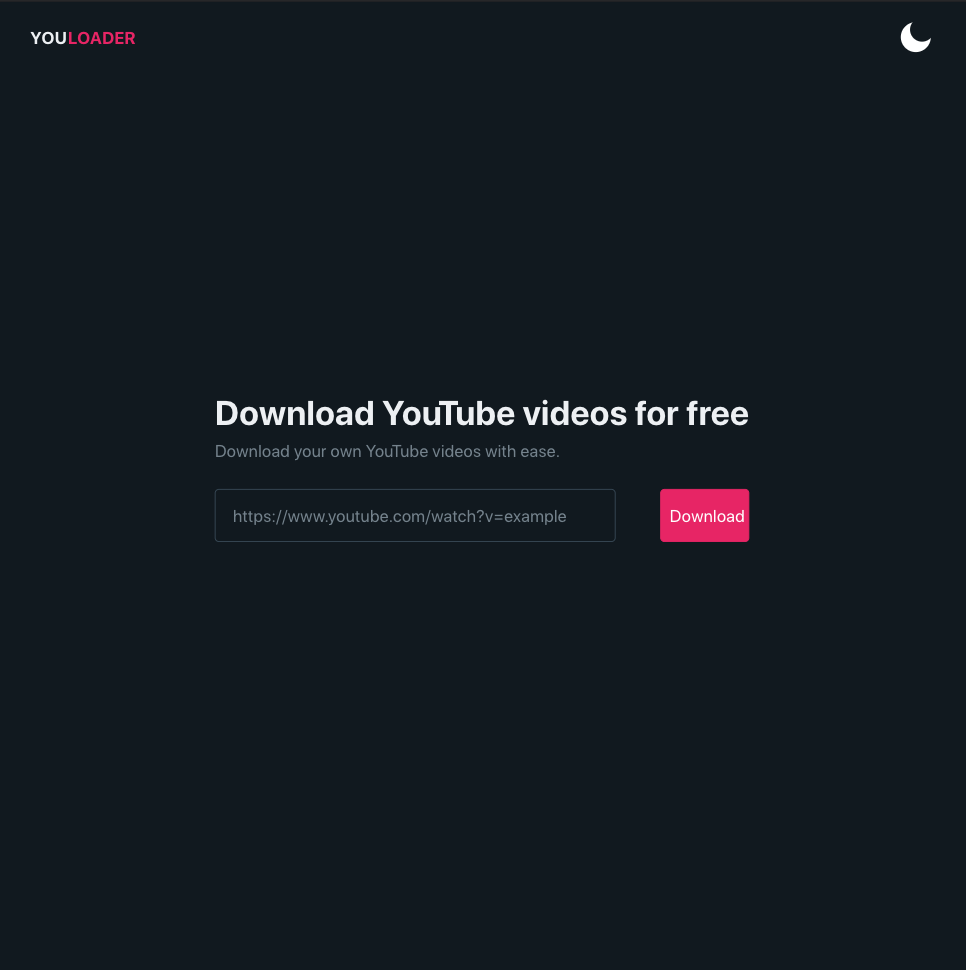 YOULOADER
Download YouTube videos for free
Download your own YouTube videos with ease.
https://www.youtube.com/watch?v=example
Download